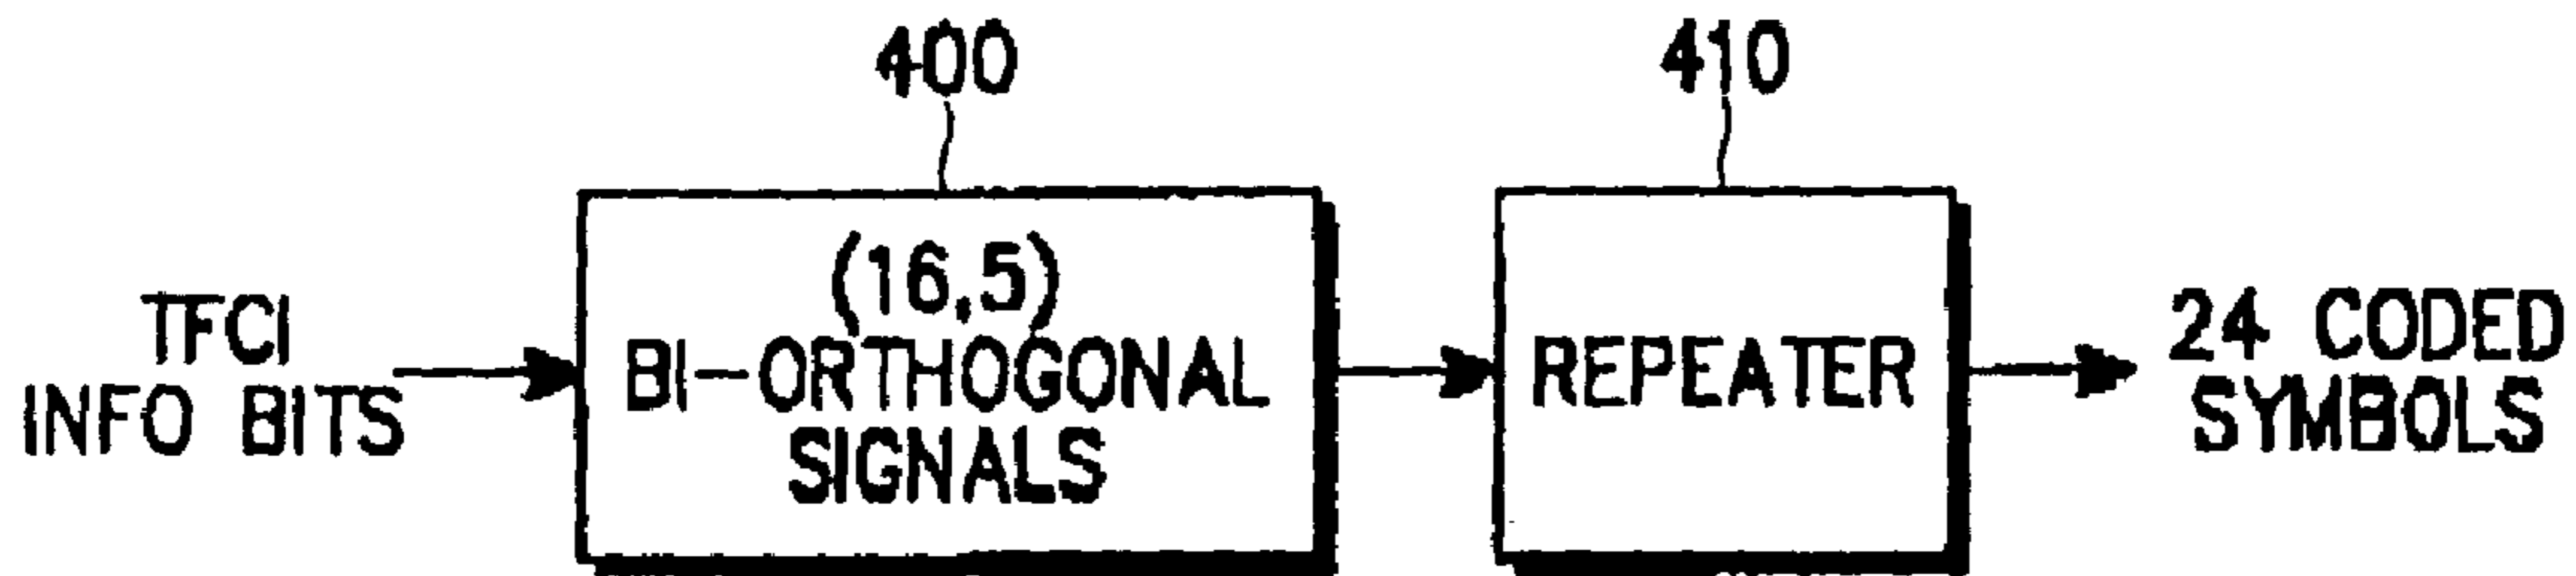 400
410
TFCI
INFO BITS
(16,5)
BI-ORTHOGONAL
SIGNALS
REPEATER
24 CODED
SYMBOLS